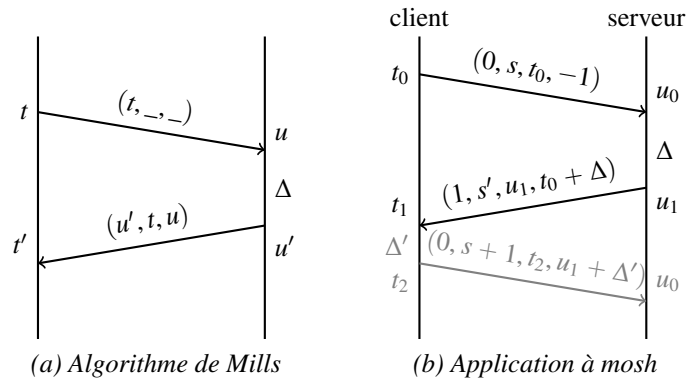 client serveur
t (t, _, _) u
Δ
(u′, t, u)
t′ u′
(a) Algorithme de Mills
t₀ (0, s, t₀, −1) u₀
Δ
(1, s′, u₁, t₀ + Δ)
t₁ u₁
Δ′ (0, s + 1, t₂, u₁ + Δ′)
t₂ u₀
(b) Application à mosh